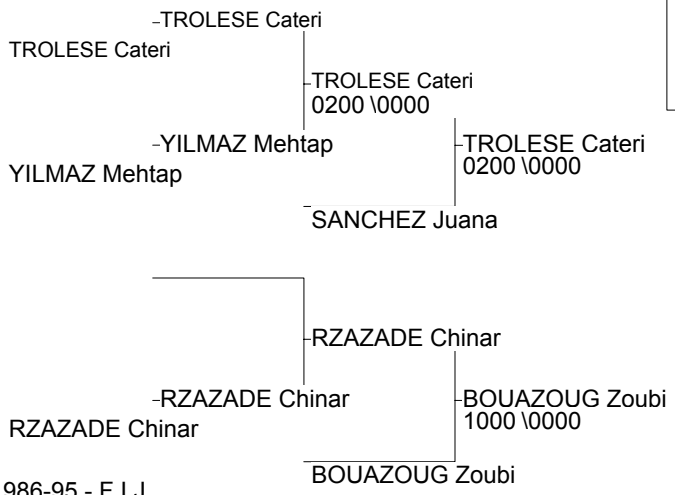 TROLESE Cateri
TROLESE Cateri
TROLESE Cateri
0200 \0000
YILMAZ Mehtap
TROLESE Cateri
0200 \0000
YILMAZ Mehtap
SANCHEZ Juana
RZAZADE Chinar
RZAZADE Chinar
BOUAZOUG Zoubi
1000 \0000
RZAZADE Chinar
BOUAZOUG Zoubi